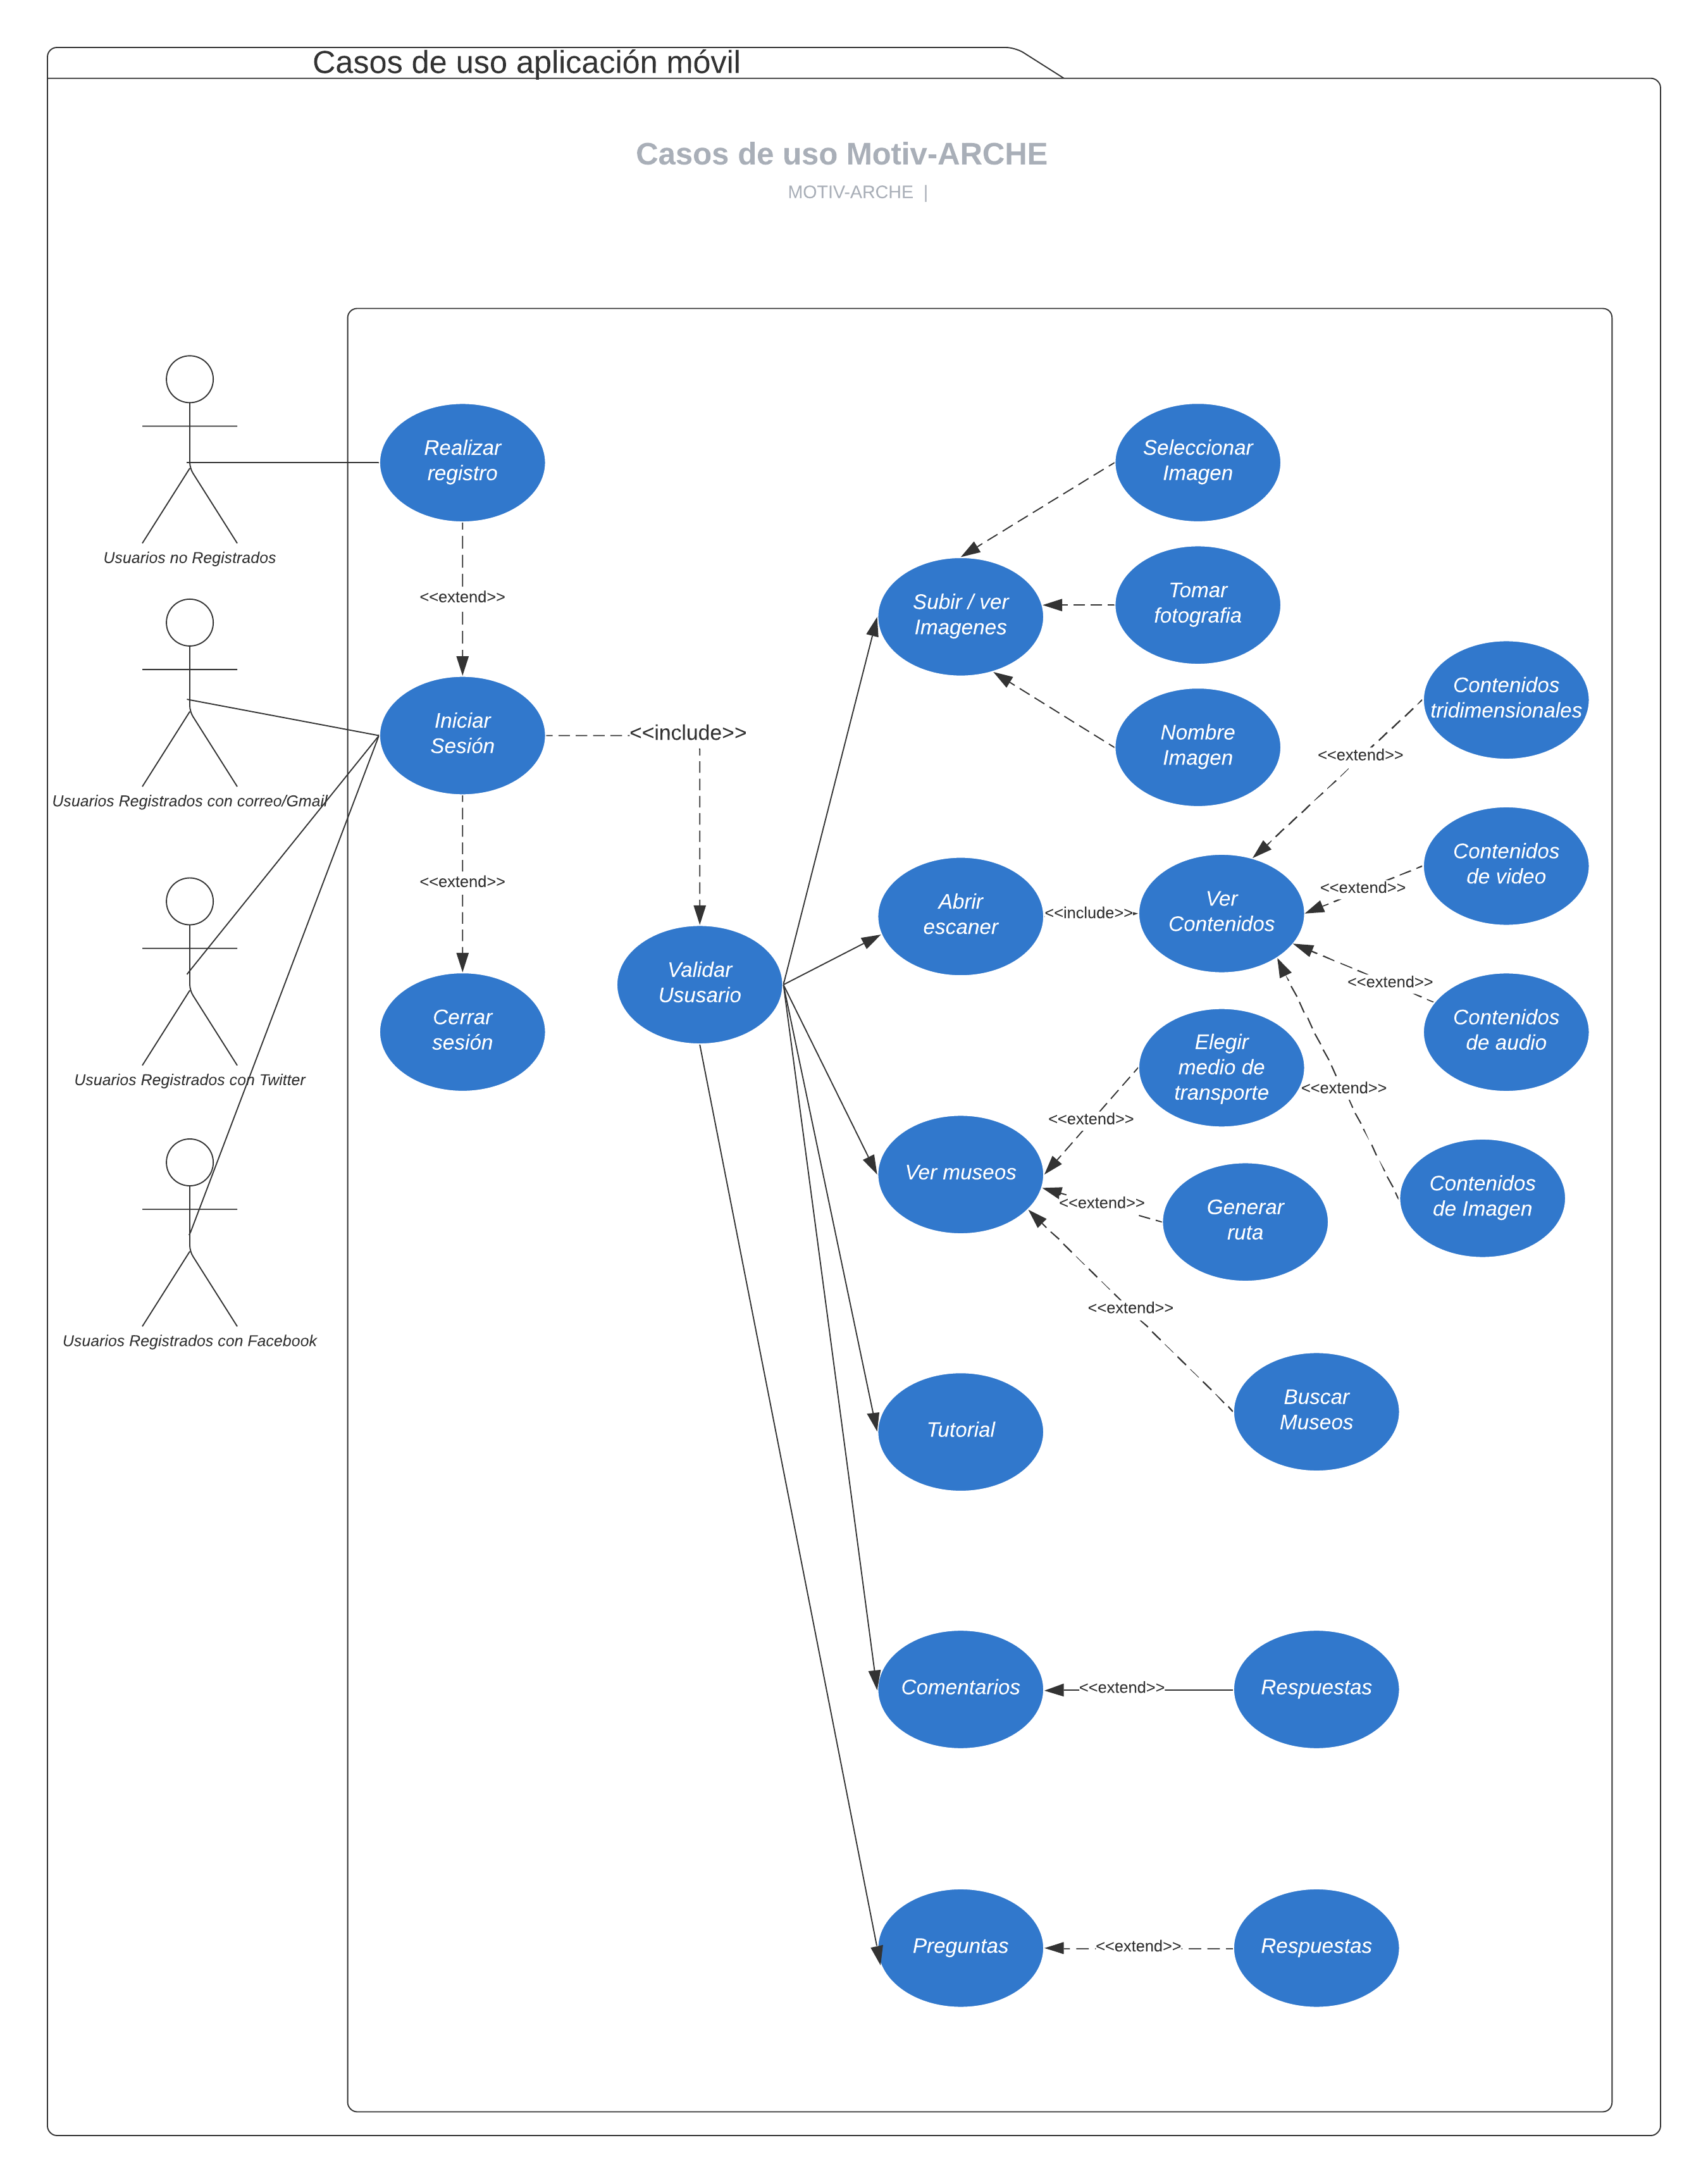 Casos de uso aplicación móvil
Casos de uso Motiv-ARCHE
MOTIV-ARCHE |
Usuarios no Registrados
Usuarios Registrados con correo/Gmail
Usuarios Registrados con Twitter
Usuarios Registrados con Facebook
Realizar
registro
<<extend>>
Iniciar
Sesión
<<extend>>
Cerrar
sesión
<<include>>
Validar
Ususario
Subir / ver
Imagenes
Seleccionar
Imagen
Tomar
fotografia
Nombre
Imagen
Abrir
escaner
<<include>>
Ver
Contenidos
<<extend>>
Contenidos
tridimensionales
<<extend>>
Contenidos
de video
<<extend>>
Contenidos
de audio
<<extend>>
Contenidos
de Imagen
Ver museos
<<extend>>
Elegir
medio de
transporte
<<extend>>
Generar
ruta
<<extend>>
Buscar
Museos
Tutorial
Comentarios
<<extend>>
Respuestas
Preguntas
<<extend>>
Respuestas